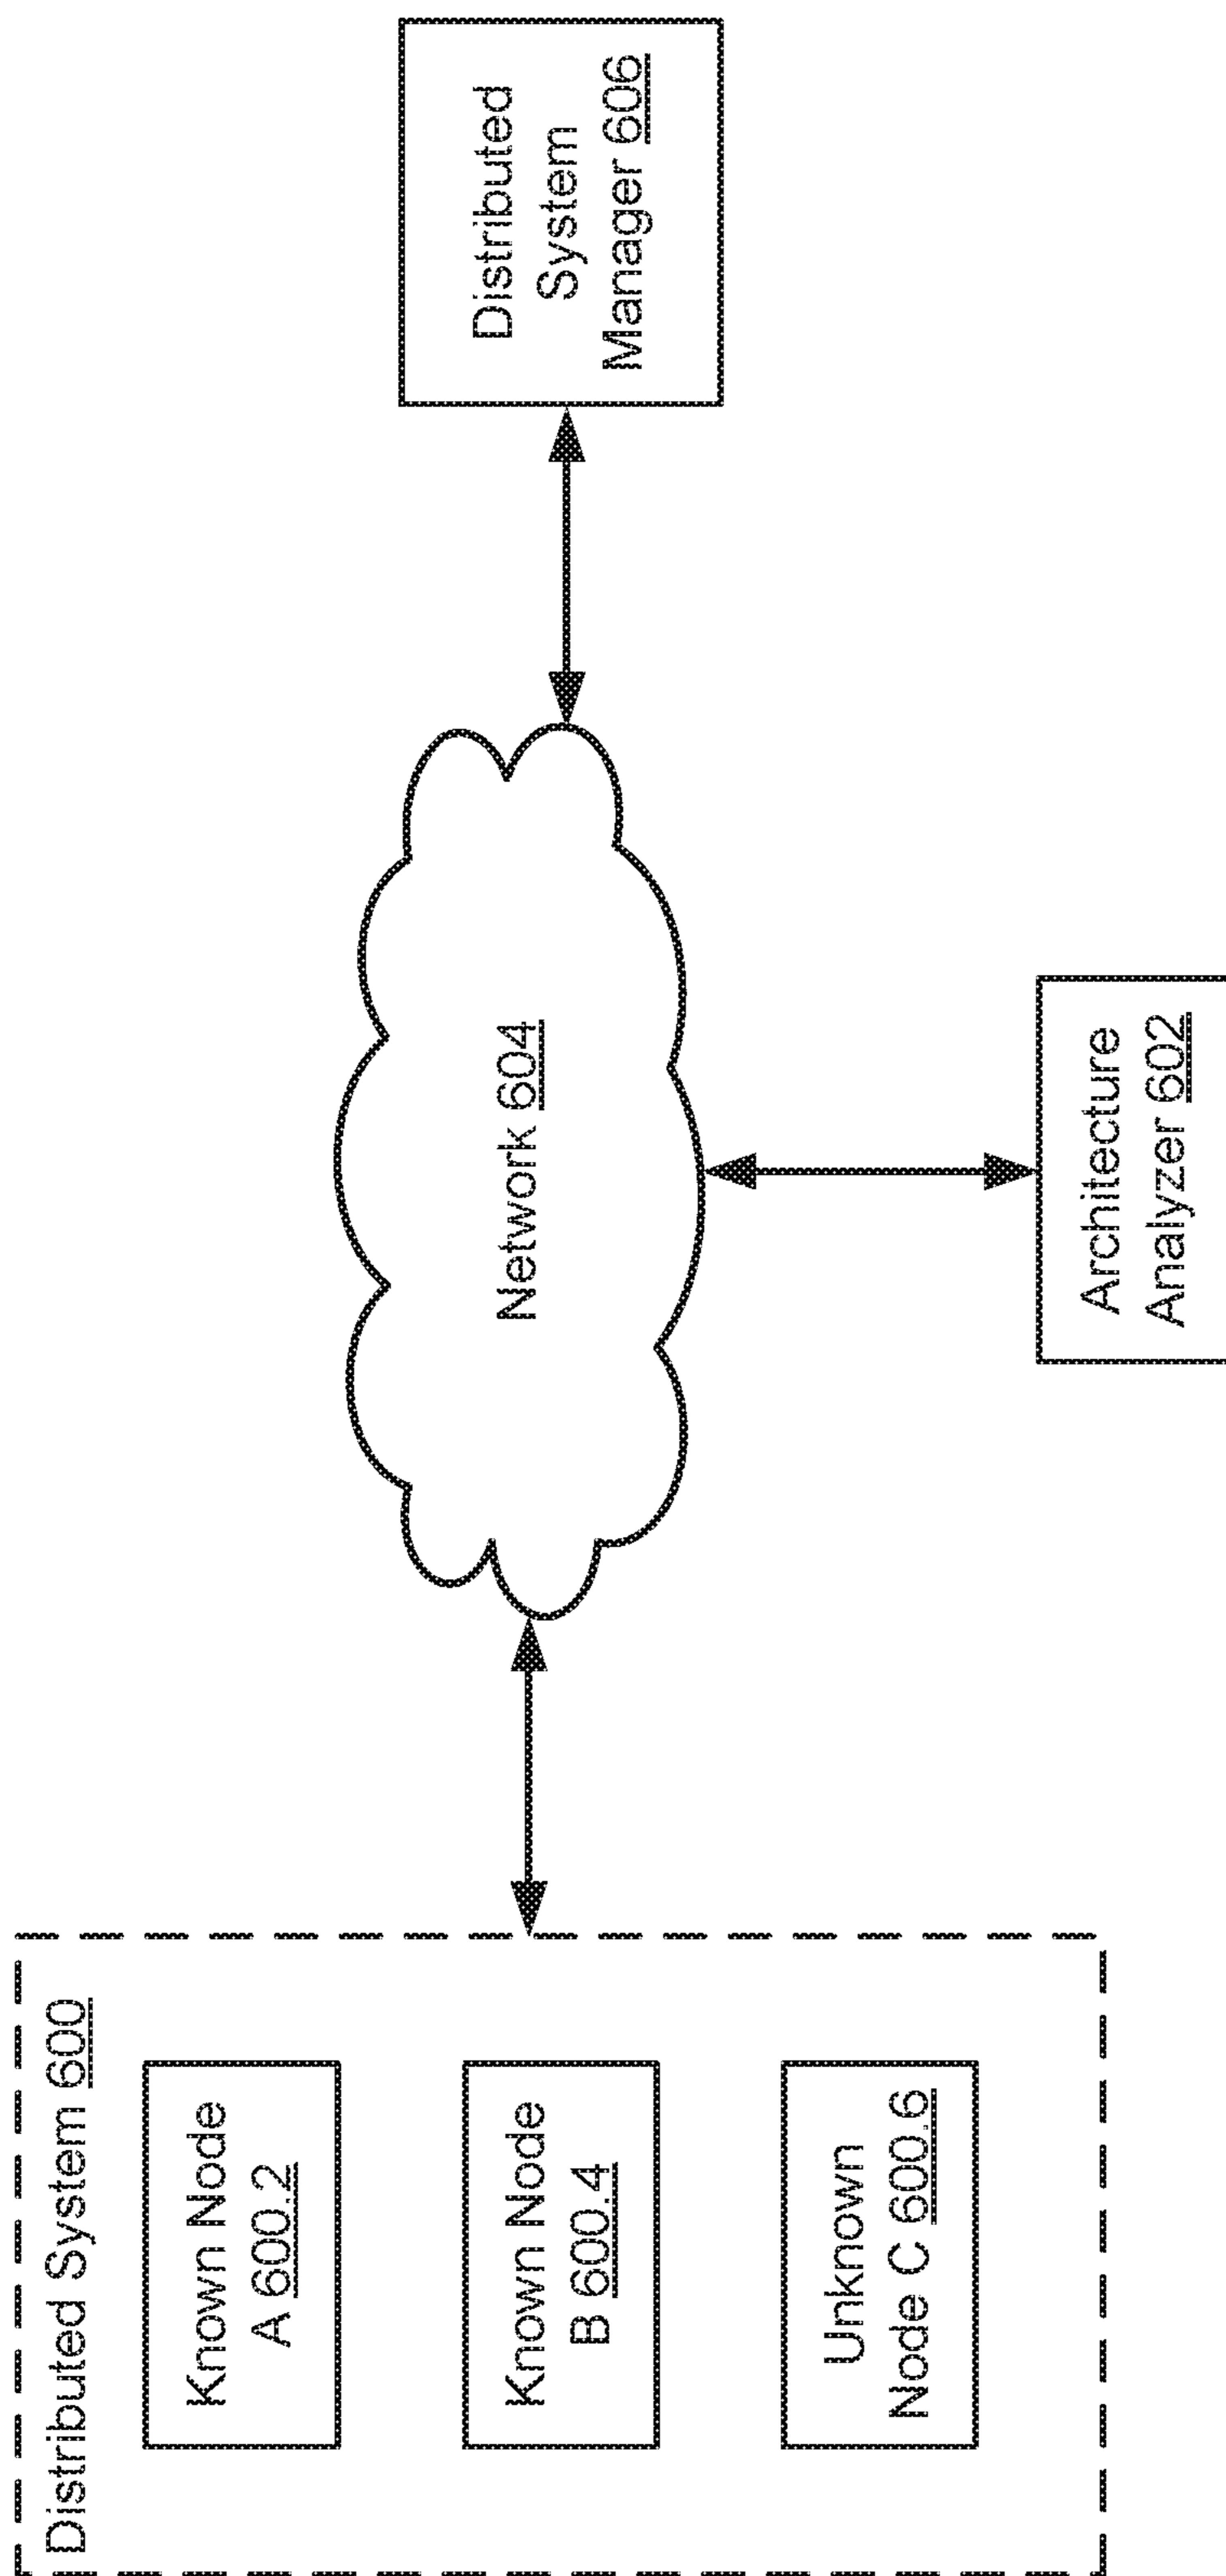 Distributed System 600
Known Node
A 600.2
Known Node
B 600.4
Unknown
Node C 600.6
Network 604
Architecture
Analyzer 602
Distributed
System
Manager 606